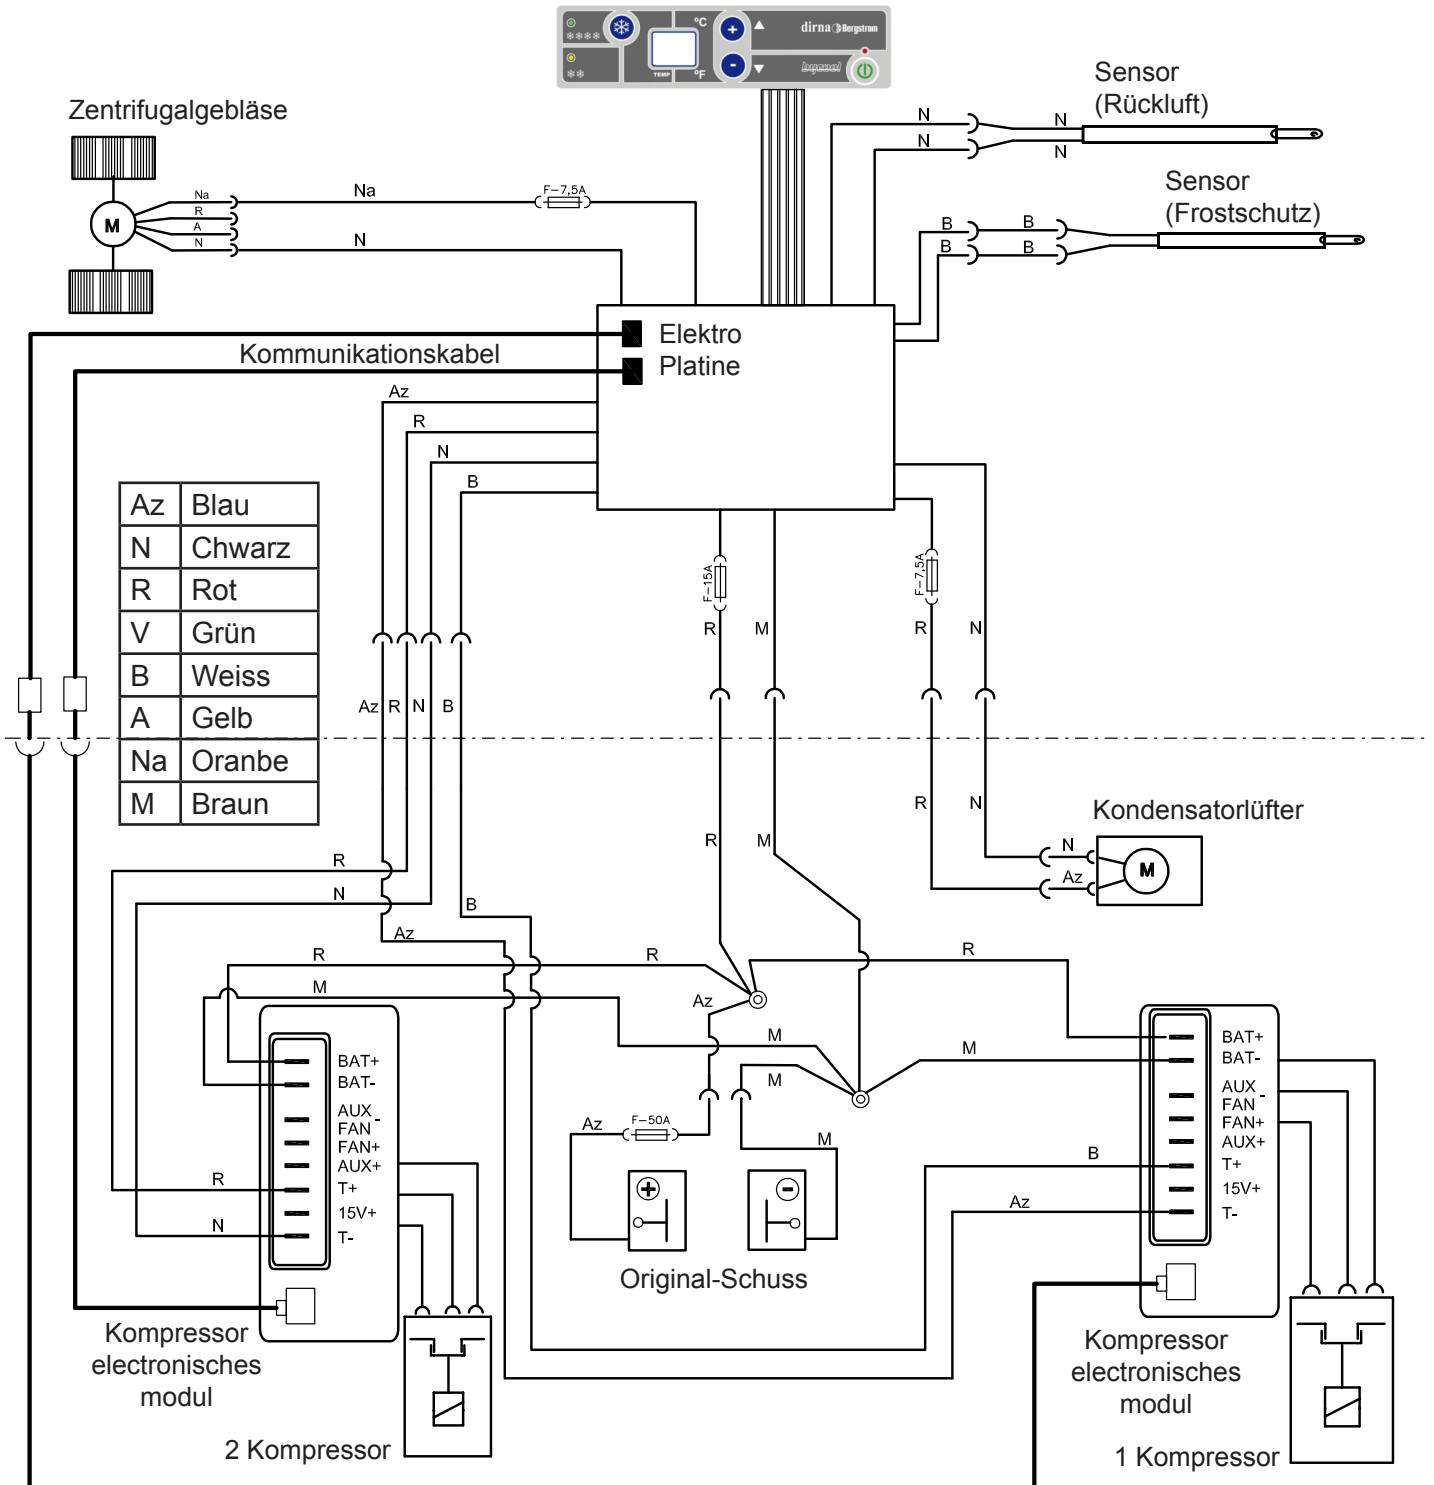 °C
dirna Bergstrom
TEMP
°F
bycool
Sensor
(Rückluft)
Zentrifugalgebläse
N
N
N
N
Sensor
(Frostschutz)
Na
R
A
N
Na
F-7,5A
N
M
B
B
B
B
Elektro
Platine
Kommunikationskabel
Az
R
N
B
Az Blau
N Chwarz
R Rot
V Grün
B Weiss
A Gelb
Na Oranbe
M Braun
F-15A
F-7,5A
R
M
R
N
Az
R
N
B
R
N
Kondensatorlüfter
R
M
N
Az
M
R
N
B
Az
R
R
R
M
Az
M
M
M
BAT+
BAT-
AUX -
FAN
FAN+
AUX+
T+
15V+
T-
R
N
Az
F-50A
M
+
-
Original-Schuss
BAT+
BAT-
AUX -
FAN
FAN+
AUX+
T+
15V+
T-
B
Az
Kompressor
electronisches
modul
2 Kompressor
Kompressor
electronisches
modul
1 Kompressor